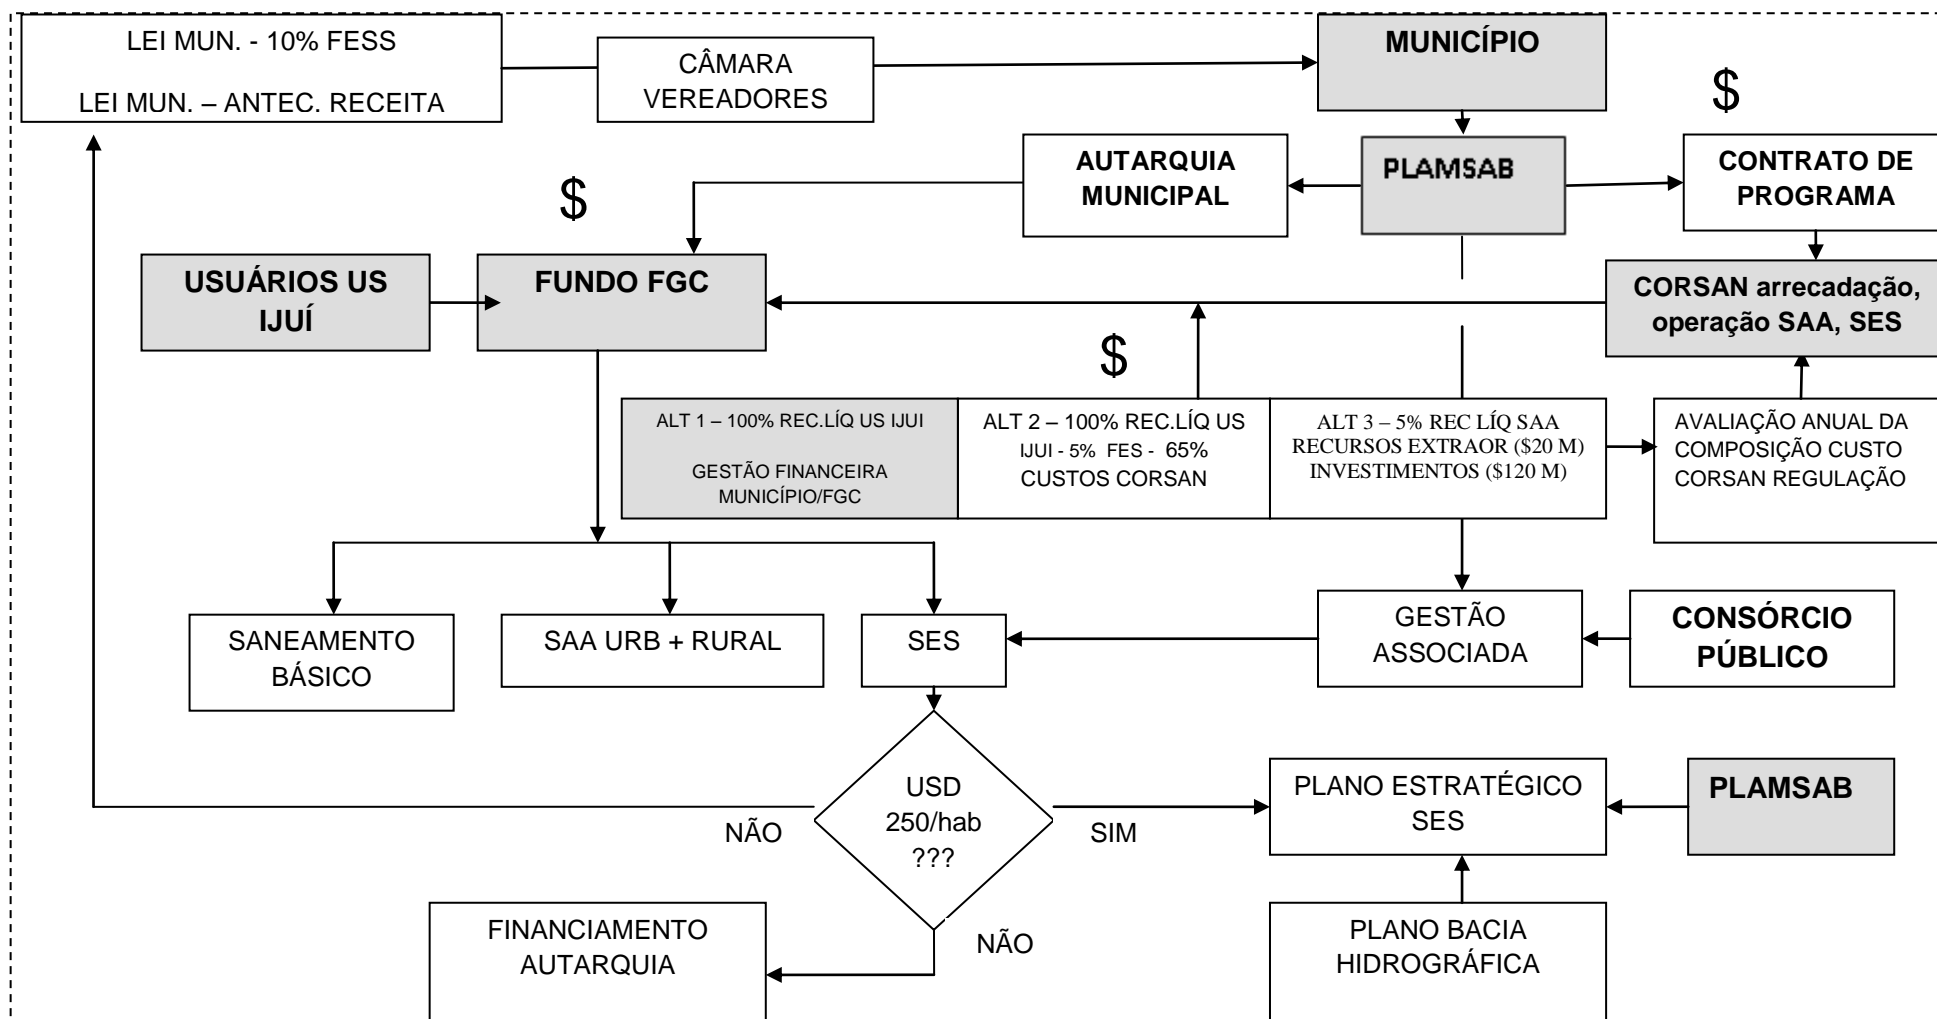 LEI MUN. - 10% FESS
LEI MUN. – ANTEC. RECEITA
CÂMARA
VEREADORES
MUNICÍPIO
$
AUTARQUIA
MUNICIPAL
PLAMSAB
CONTRATO DE
PROGRAMA
$
USUÁRIOS US
IJUÍ
FUNDO FGC
CORSAN arrecadação,
operação SAA, SES
$
ALT 1 – 100% REC.LÍQ US IJUI
GESTÃO FINANCEIRA
MUNICÍPIO/FGC
ALT 2 – 100% REC.LÍQ US
IJUI - 5% FES - 65%
CUSTOS CORSAN
ALT 3 – 5% REC LÍQ SAA
RECURSOS EXTRAOR ($20 M)
INVESTIMENTOS ($120 M)
AVALIAÇÃO ANUAL DA
COMPOSIÇÃO CUSTO
CORSAN REGULAÇÃO
SANEAMENTO
BÁSICO
SAA URB + RURAL
SES
GESTÃO
ASSOCIADA
CONSÓRCIO
PÚBLICO
USD
250/hab
???
NÃO
SIM
PLANO ESTRATÉGICO
SES
PLAMSAB
FINANCIAMENTO
AUTARQUIA
NÃO
PLANO BACIA
HIDROGRÁFICA